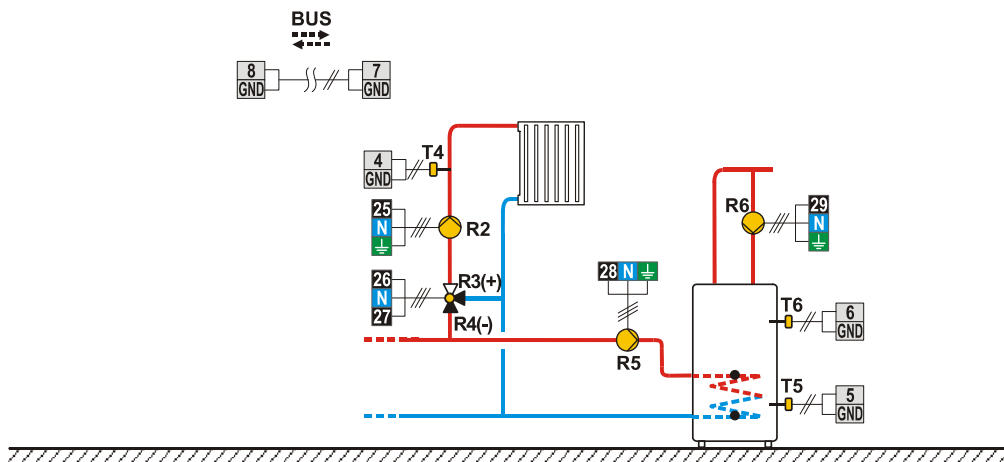 BUS
8
GND
7
GND
T4
4
GND
25
N
R2
R6
29
N
26
N
27
R3(+)
R4(-)
28 N
R5
T6
6
GND
T5
5
GND